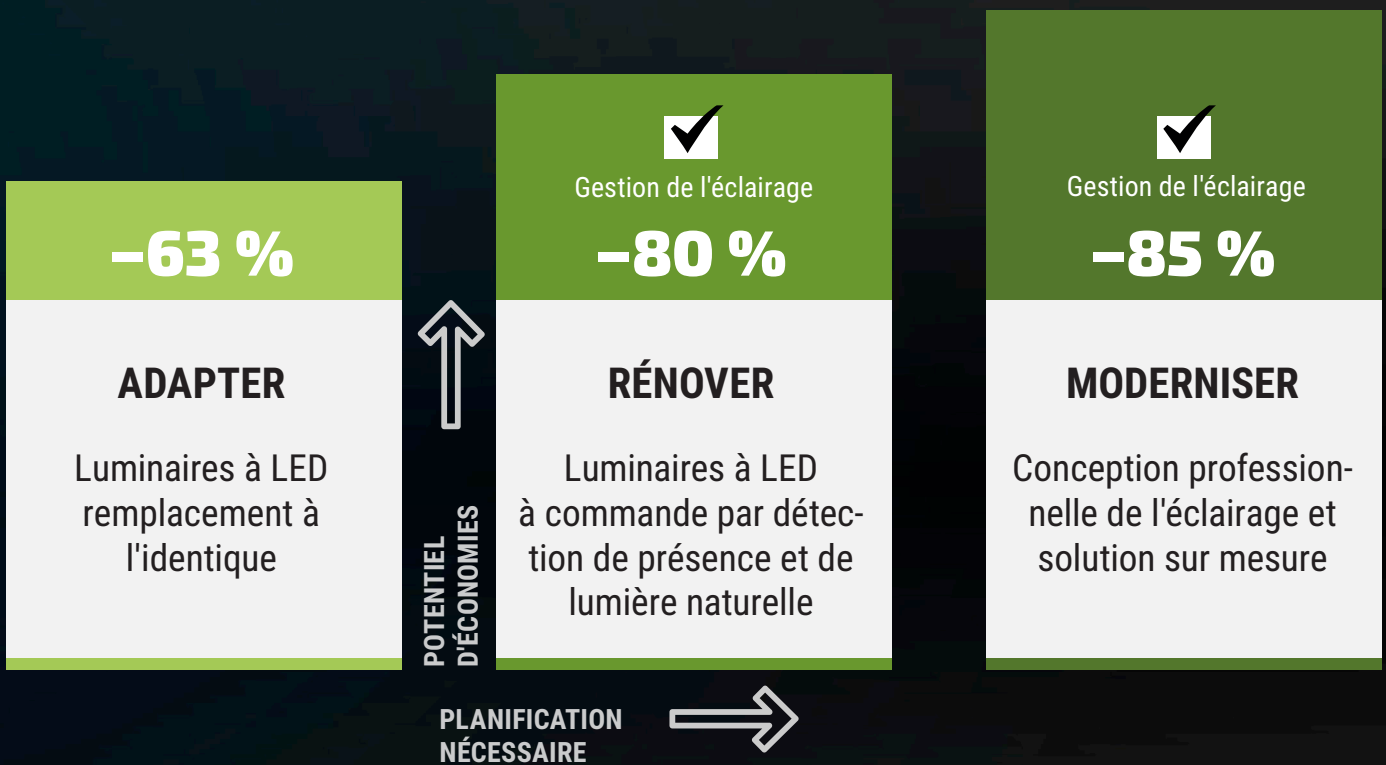 –63 %
ADAPTER
Luminaires à LED
remplacement à
l'identique
POTENTIEL
D'ÉCONOMIES
Gestion de l'éclairage
–80 %
RÉNOVER
Luminaires à LED
à commande par détec-
tion de présence et de
lumière naturelle
Gestion de l'éclairage
–85 %
MODERNISER
Conception profession-
nelle de l'éclairage et
solution sur mesure
PLANIFICATION
NÉCESSAIRE